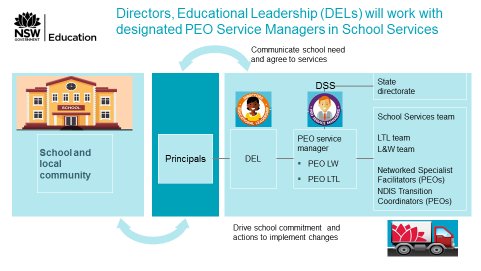 Directors, Educational Leadership (DELs) will work with
designated PEO Service Managers in School Services
NSW
GOVERNMENT
Education
Communicate school need
and agree to services
DSS
State
directorate
SCHOOL
School and
local
community
Principals
DEL
PEO service
manager
▪ PEO LW
▪ PEO LTL
School Services team
LTL team
L&W team
Networked Specialist
Facilitators (PEOs)
NDIS Transition
Coordinators (PEOs)
Drive school commitment and
actions to implement changes